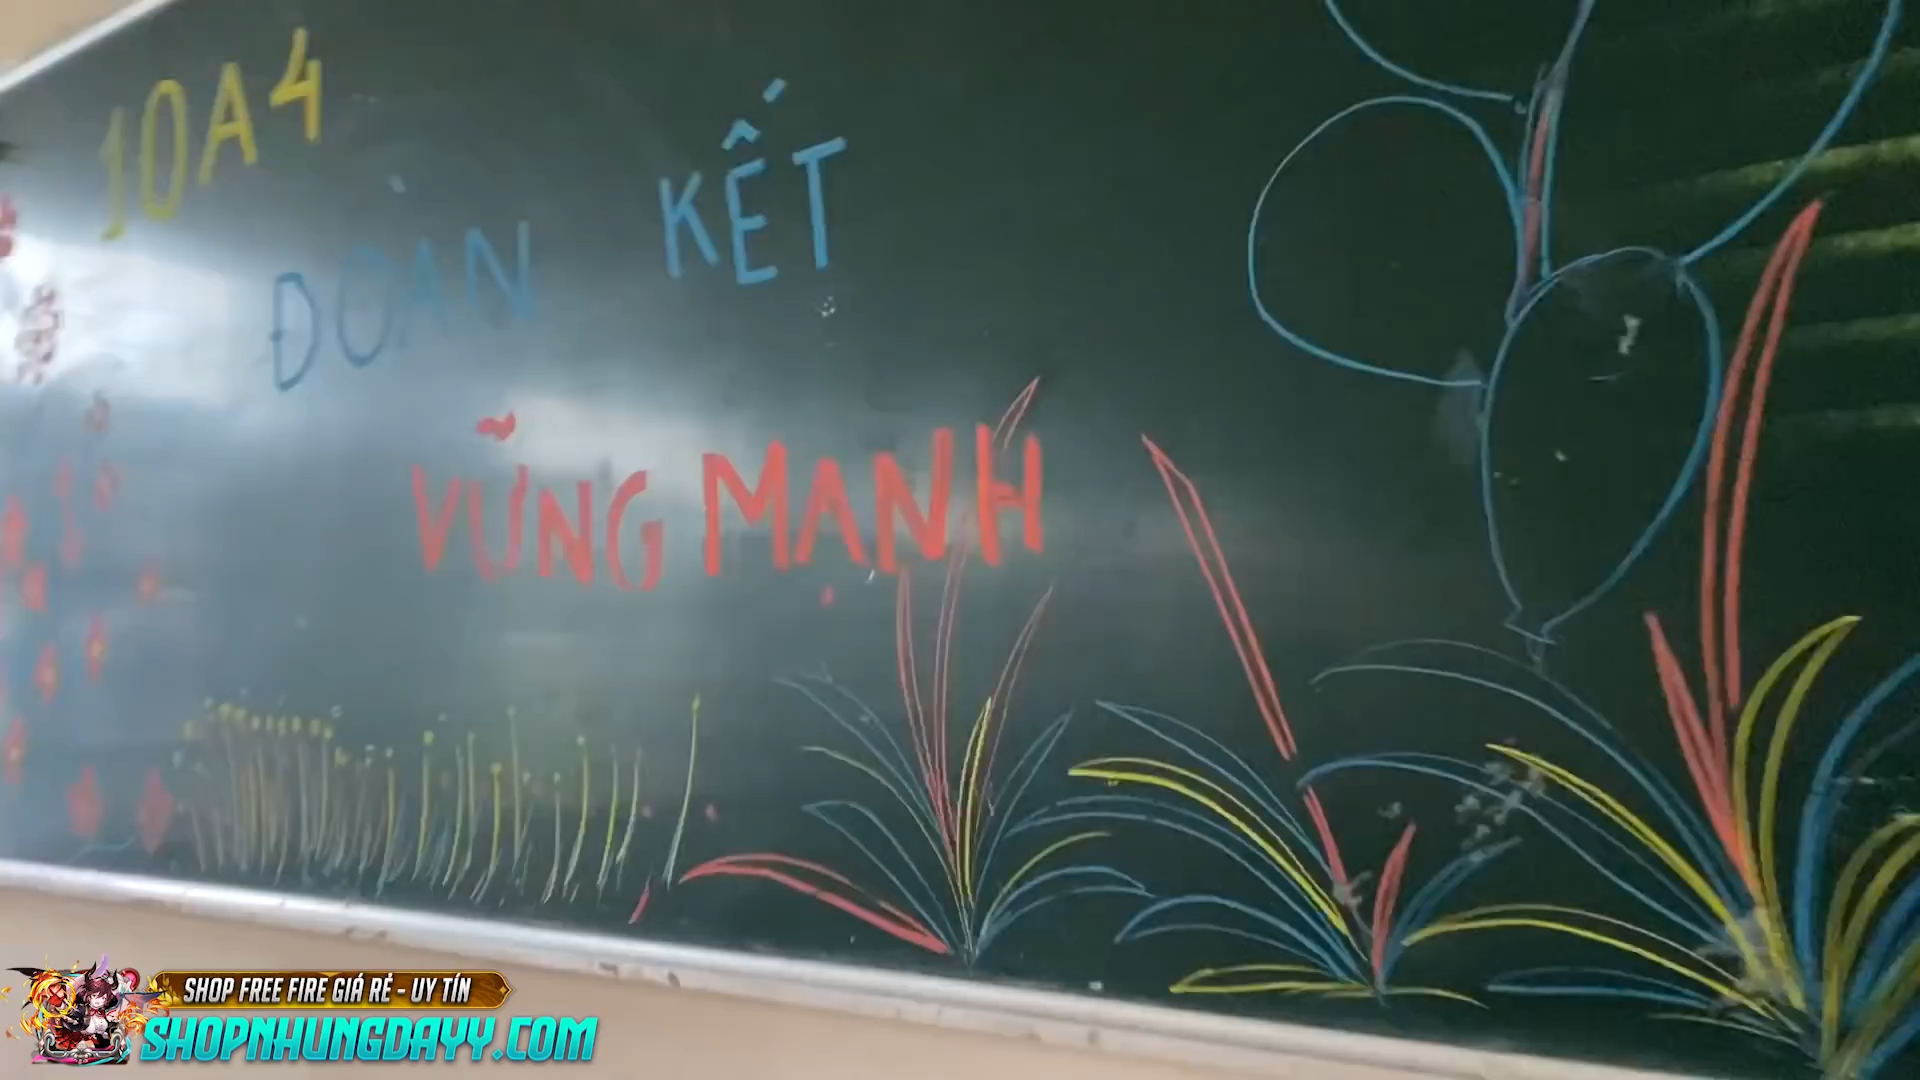 10A4
ĐOÀN KẾT
VỮNG MẠNH
SHOP FREE FIRE GIÁ RẺ - UY TÍN
SHOPNHUNGDAYY.COM